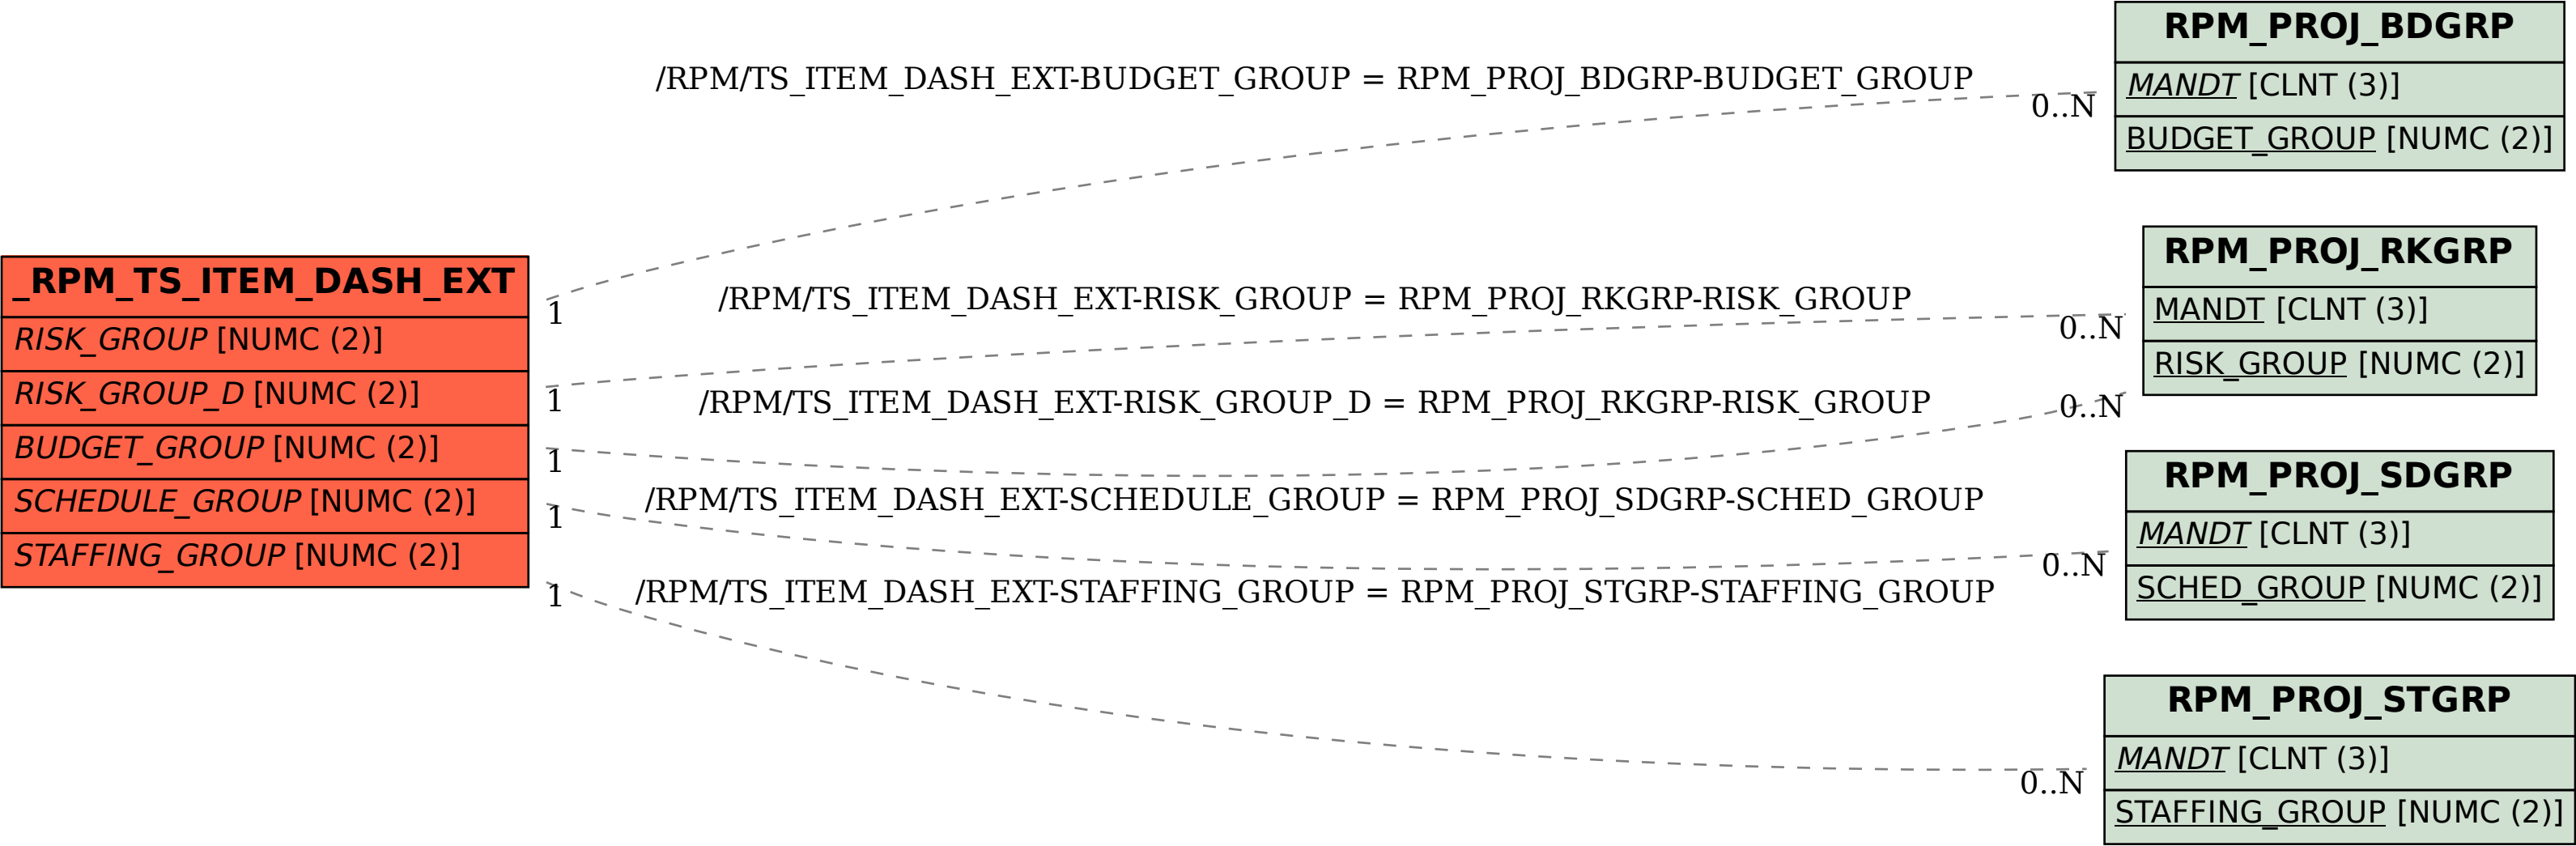 _RPM_TS_ITEM_DASH_EXT
RISK_GROUP [NUMC (2)]
RISK_GROUP_D [NUMC (2)]
BUDGET_GROUP [NUMC (2)]
SCHEDULE_GROUP [NUMC (2)]
STAFFING_GROUP [NUMC (2)]
/RPM/TS_ITEM_DASH_EXT-BUDGET_GROUP = RPM_PROJ_BDGRP-BUDGET_GROUP
1
0..N
/RPM/TS_ITEM_DASH_EXT-RISK_GROUP = RPM_PROJ_RKGRP-RISK_GROUP
1
0..N
/RPM/TS_ITEM_DASH_EXT-RISK_GROUP_D = RPM_PROJ_RKGRP-RISK_GROUP
1
0..N
/RPM/TS_ITEM_DASH_EXT-SCHEDULE_GROUP = RPM_PROJ_SDGRP-SCHED_GROUP
1
0..N
/RPM/TS_ITEM_DASH_EXT-STAFFING_GROUP = RPM_PROJ_STGRP-STAFFING_GROUP
1
0..N
RPM_PROJ_BDGRP
MANDT [CLNT (3)]
BUDGET_GROUP [NUMC (2)]
RPM_PROJ_RKGRP
MANDT [CLNT (3)]
RISK_GROUP [NUMC (2)]
RPM_PROJ_SDGRP
MANDT [CLNT (3)]
SCHED_GROUP [NUMC (2)]
RPM_PROJ_STGRP
MANDT [CLNT (3)]
STAFFING_GROUP [NUMC (2)]